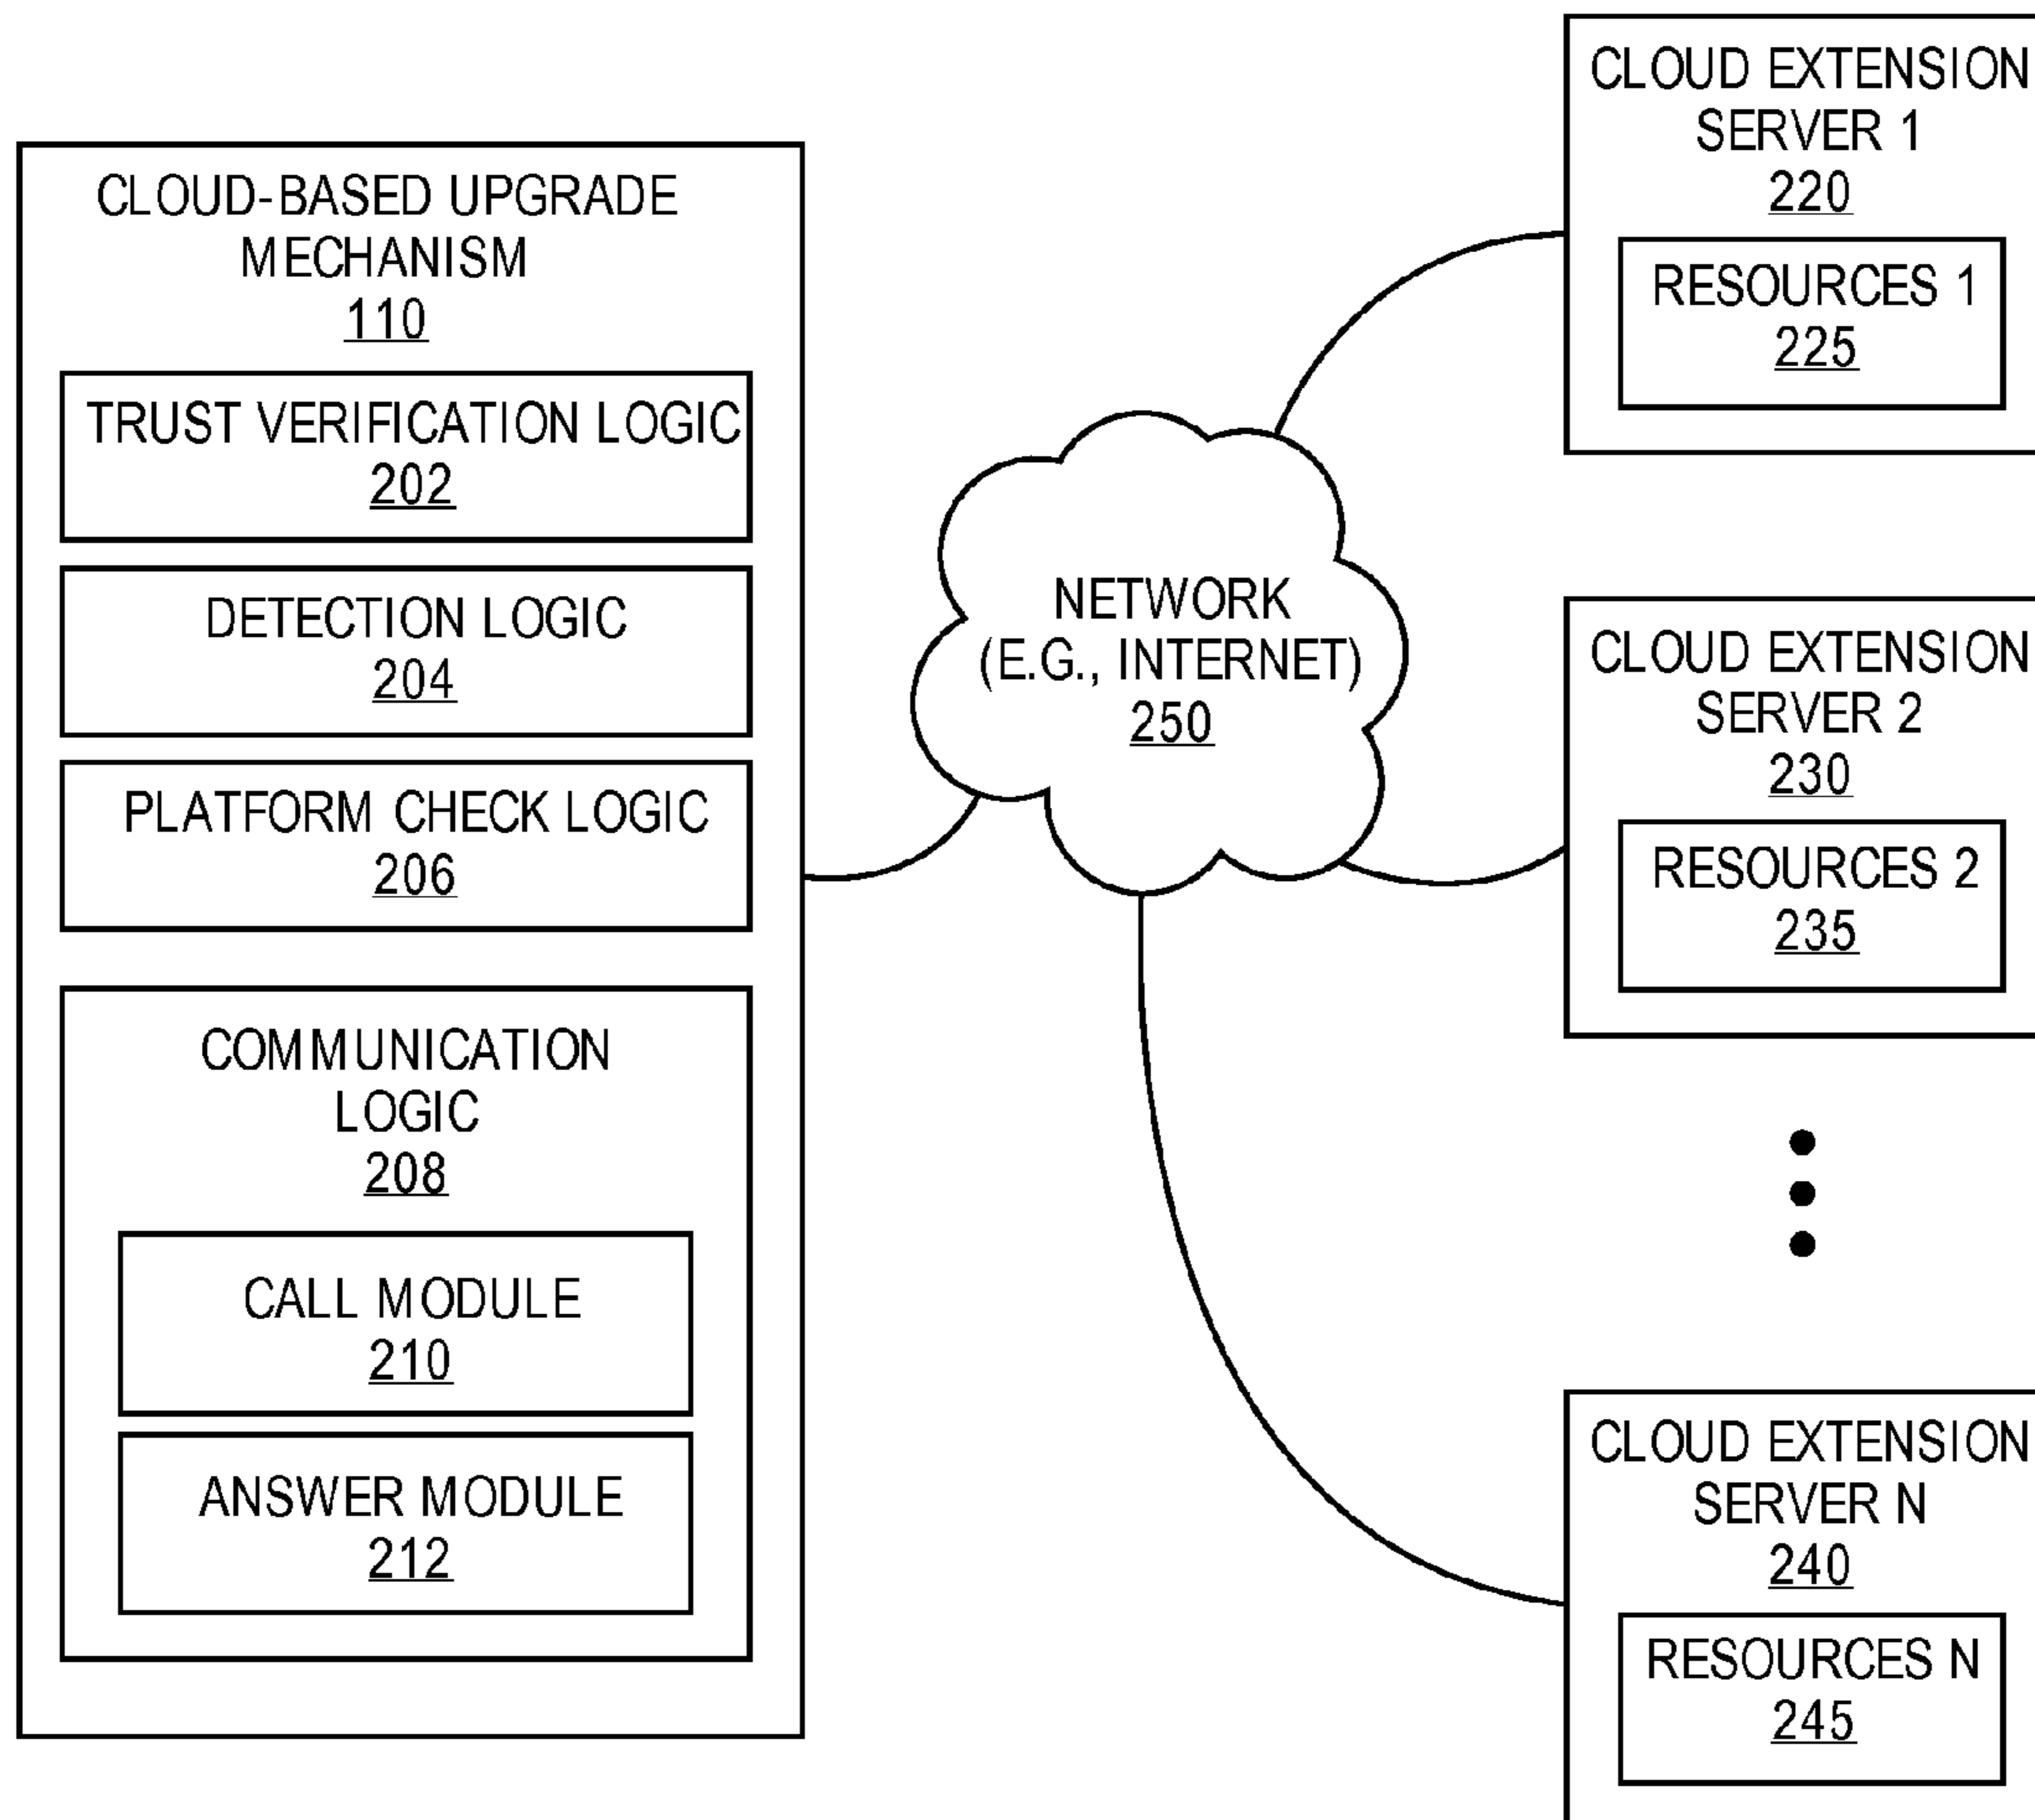 CLOUD-BASED UPGRADE
MECHANISM
110
TRUST VERIFICATION LOGIC
202
DETECTION LOGIC
204
PLATFORM CHECK LOGIC
206
COMMUNICATION
LOGIC
208
CALL MODULE
210
ANSWER MODULE
212
NETWORK
(E.G., INTERNET)
250
CLOUD EXTENSION
SERVER 1
220
RESOURCES 1
225
CLOUD EXTENSION
SERVER 2
230
RESOURCES 2
235
CLOUD EXTENSION
SERVER N
240
RESOURCES N
245